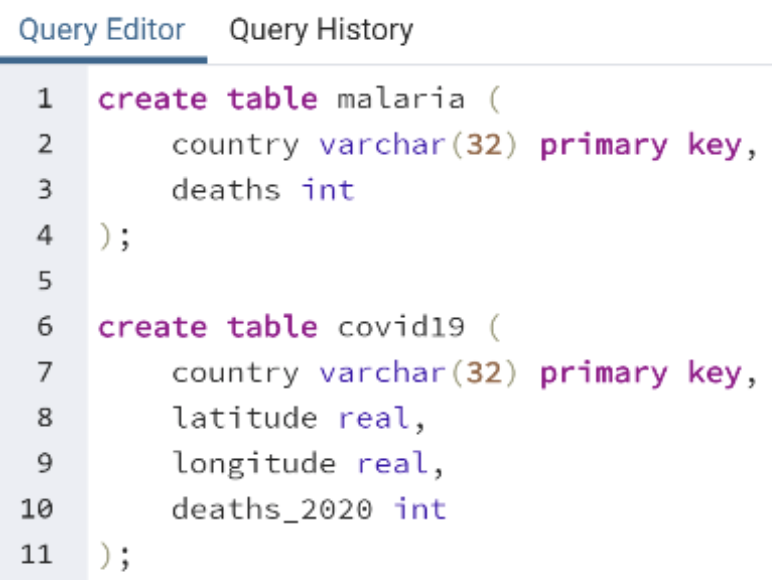 Query Editor Query History
1 create table malaria (
2 country varchar(32) primary key,
3 deaths int
4 );
5
6 create table covid19 (
7 country varchar(32) primary key,
8 latitude real,
9 longitude real,
10 deaths_2020 int
11 );